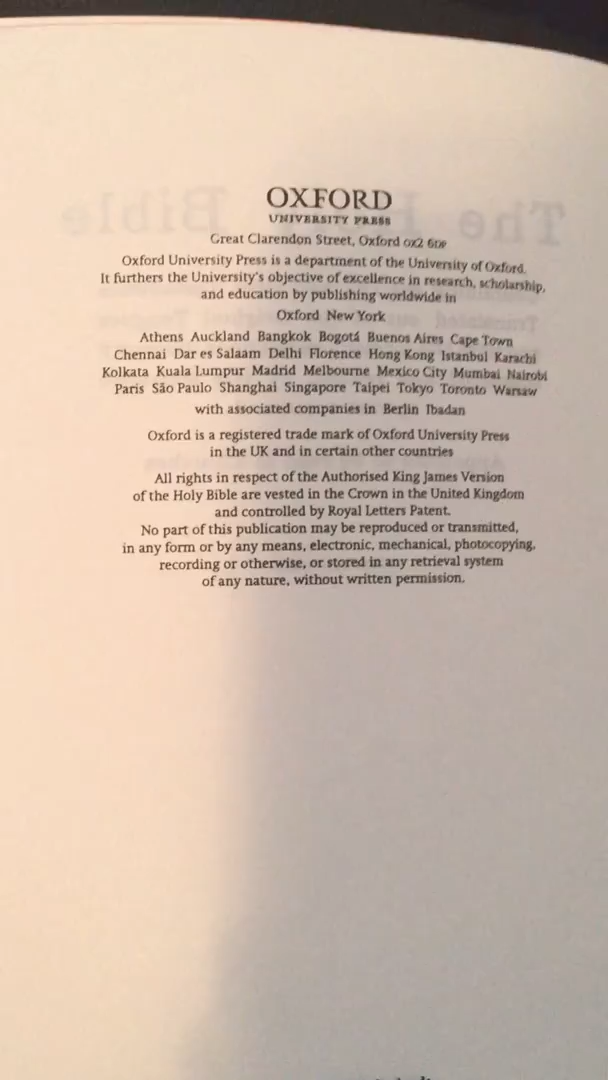 OXFORD
UNIVERSITY PRESS
Great Clarendon Street, Oxford OX2 6DP
Oxford University Press is a department of the University of Oxford.
It furthers the University's objective of excellence in research, scholarship,
and education by publishing worldwide in
Oxford New York
Athens Auckland Bangkok Bogotá Buenos Aires Cape Town
Chennai Dar es Salaam Delhi Florence Hong Kong Istanbul Karachi
Kolkata Kuala Lumpur Madrid Melbourne Mexico City Mumbai Nairobi
Paris São Paulo Shanghai Singapore Taipei Tokyo Toronto Warsaw
with associated companies in Berlin Ibadan
Oxford is a registered trade mark of Oxford University Press
in the UK and in certain other countries
All rights in respect of the Authorised King James Version
of the Holy Bible are vested in the Crown in the United Kingdom
and controlled by Royal Letters Patent.
No part of this publication may be reproduced or transmitted,
in any form or by any means, electronic, mechanical, photocopying,
recording or otherwise, or stored in any retrieval system
of any nature, without written permission.